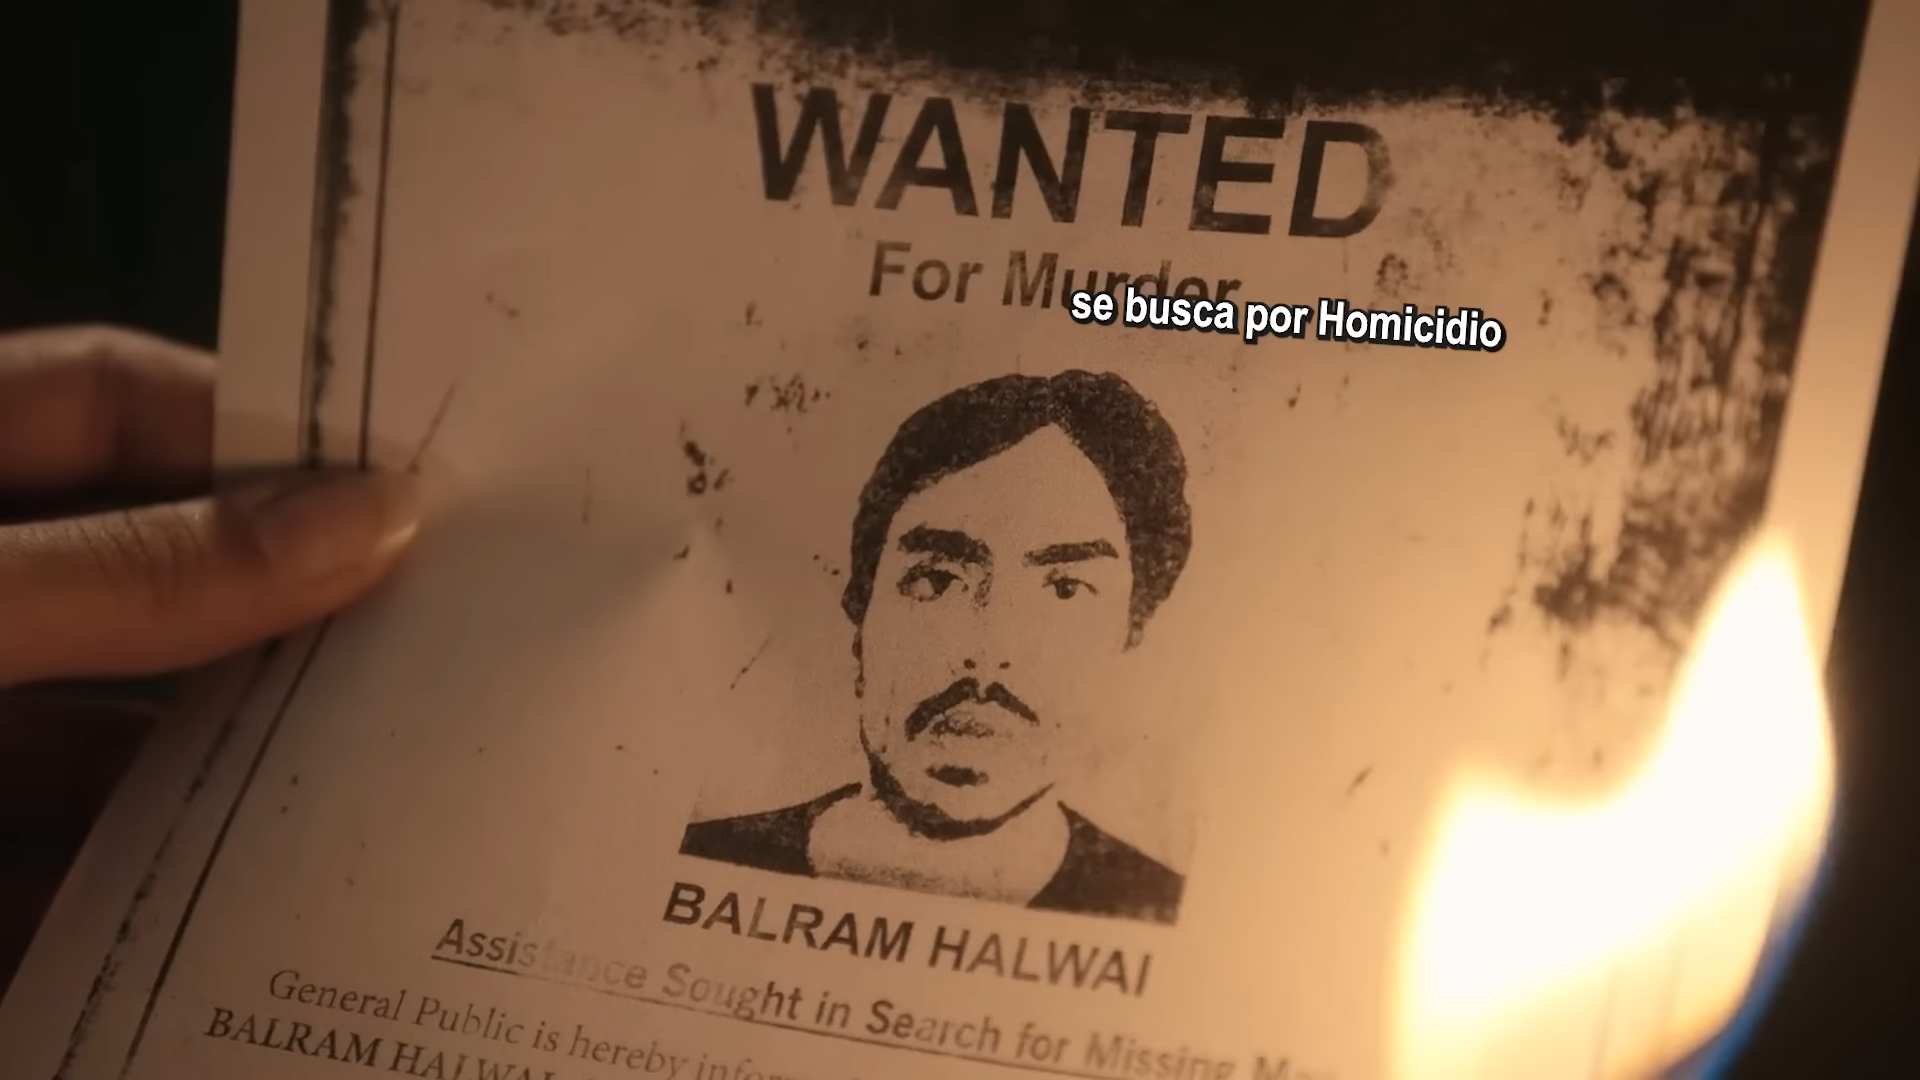 WANTED
For Murder
se busca por Homicidio
BALRAM HALWAI
Assistance Sought in Search for Missing
General Public is hereby
BALRAM HALWAI